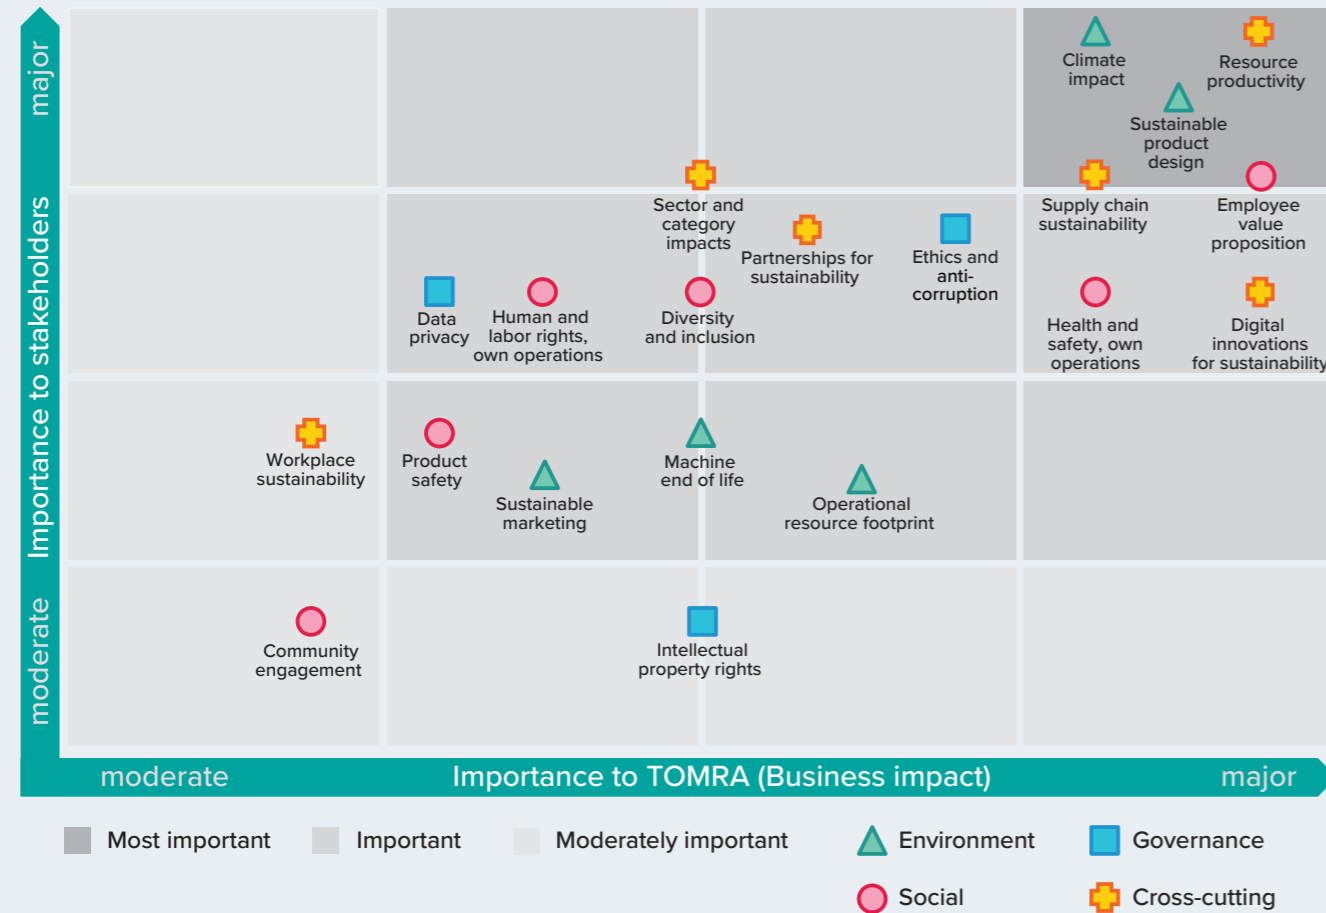 major
Importance to stakeholders
moderate
Climate
impact
Resource
productivity
Sustainable
product
design
Sector and
category
impacts
Partnerships for
sustainability
Ethics and
anti-
corruption
Supply chain
sustainability
Employee
value
proposition
Data
privacy
Human and
labor rights,
own operations
Diversity
and inclusion
Health and
safety, own
operations
Digital
innovations
for sustainability
Workplace
sustainability
Product
safety
Sustainable
marketing
Machine
end of life
Operational
resource footprint
Community
engagement
Intellectual
property rights
moderate
Importance to TOMRA (Business impact)
major
Most important
Important
Moderately important
Environment
Governance
Social
Cross-cutting